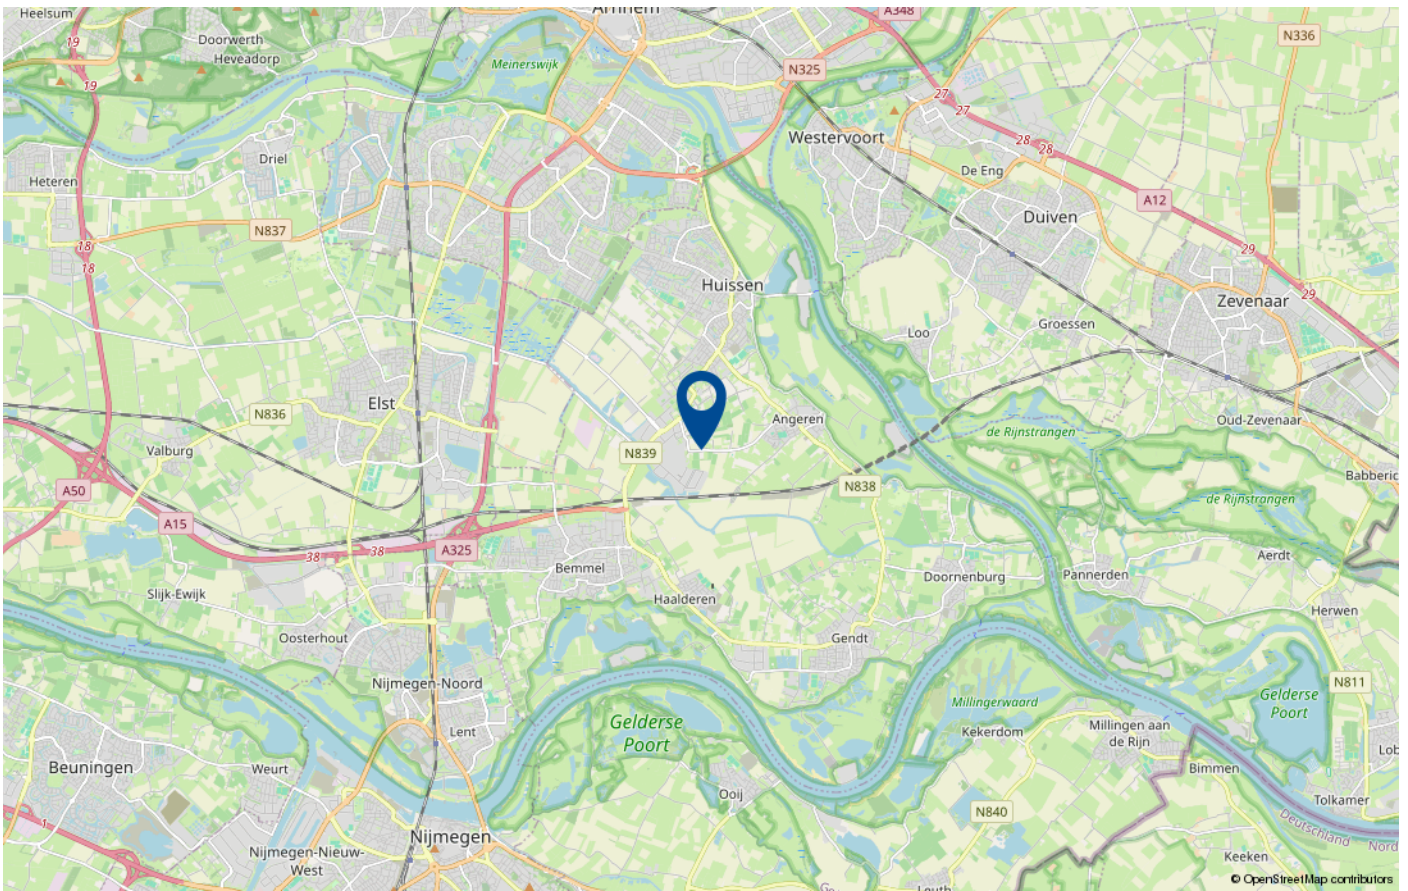 Heelsum
Arnhem
A348
19
Doorwerth
N336
Heveadorp
Meinerswijk
N325
19
27
27
Westervoort
28
28
Driel
De Eng
Heteren
A12
Duiven
N837
18
18
29
Huissen
29
Zevenaar
Groessen
Loo
Elst
N836
Angeren
Oud-Zevenaar
de Rijnstrangen
Valburg
N839
Babberic
A50
N838
de Rijnstrangen
A15
38
38
A325
Aerdt
Bemmel
Doornenburg
Pannerden
Slijk-Ewijk
Haalderen
Herwen
Oosterhout
Gendt
Nijmegen-Noord
N811
Gelderse
Poort
Millingerwaard
Gelderse
Poort
Lent
Kekerdom
Millingen aan
de Rijn
Lob
Beuningen
Weurt
Bimmen
Ooij
Tolkamer
N840
1
Deutschland
Nijmegen
Nord
Nijmegen-Nieuw-
West
Keeken
© OpenStreetMap contributors